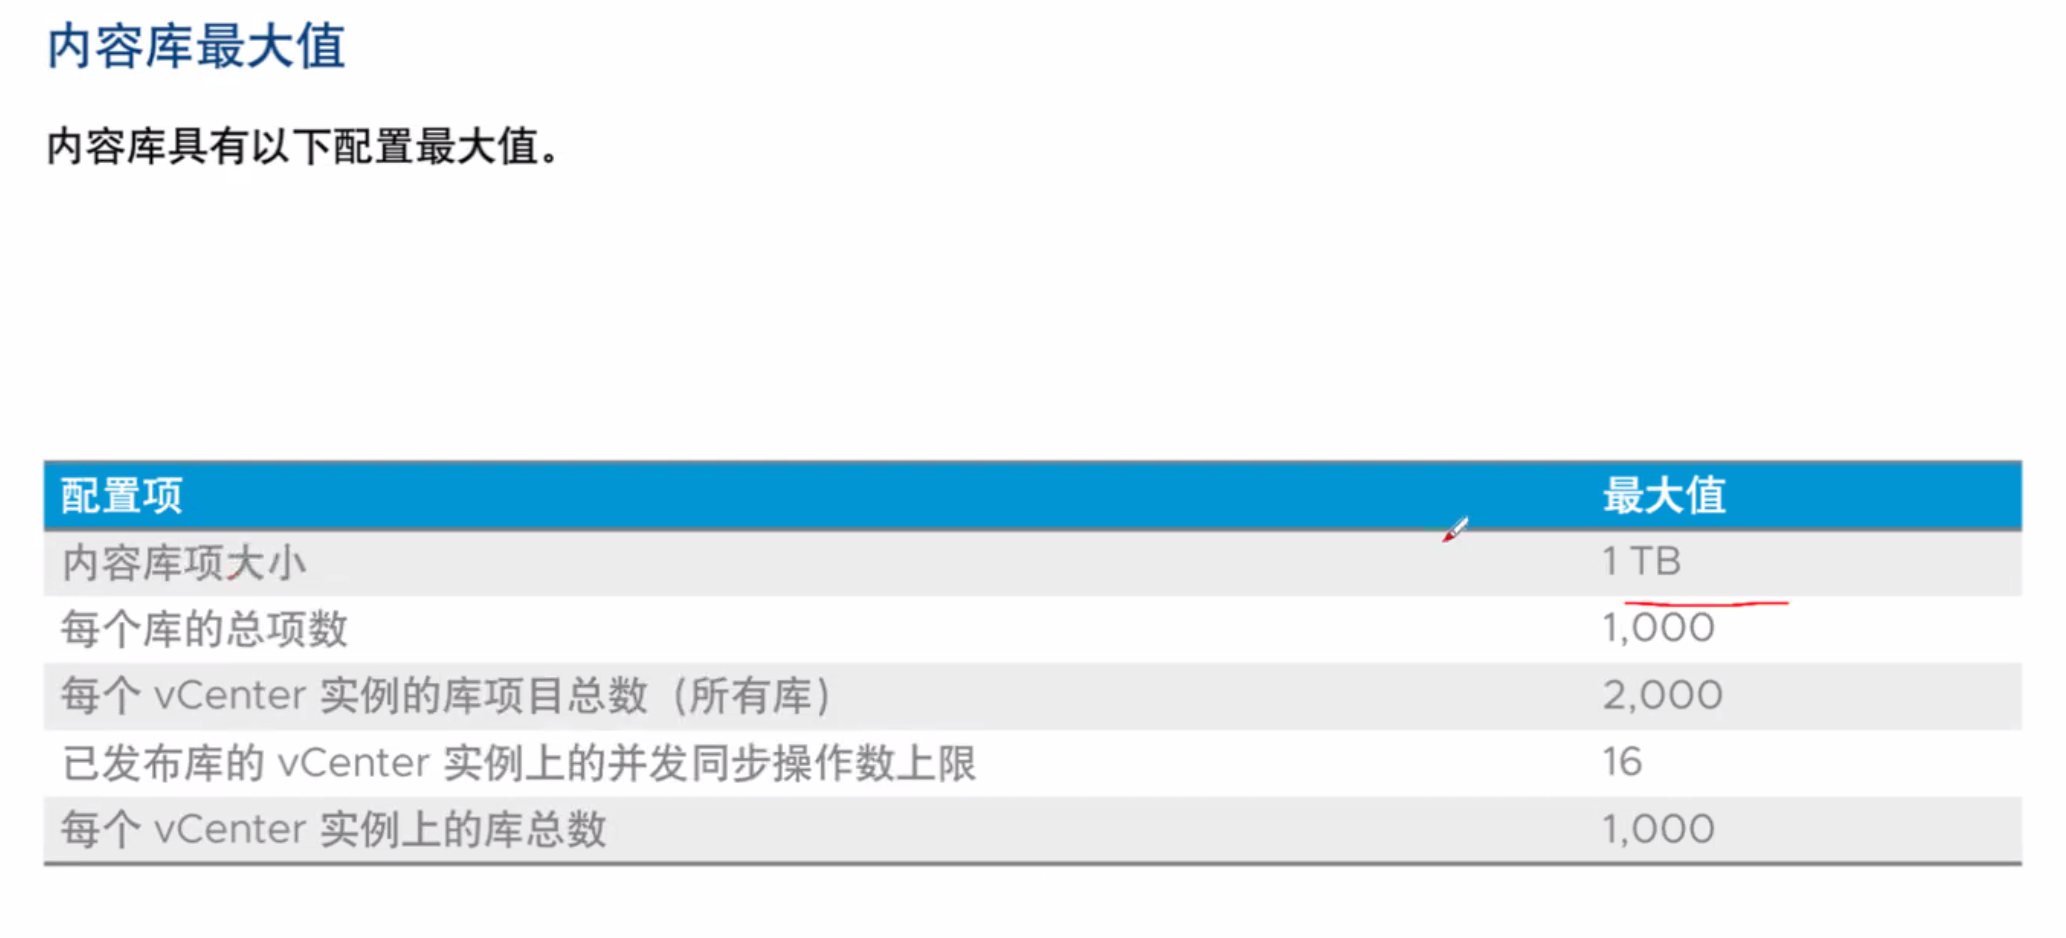 内容库最大值
内容库具有以下配置最大值。
配置项 最大值
内容库项大小 1 TB
每个库的总项数 1,000
每个 vCenter 实例的库项目总数（所有库） 2,000
已发布库的 vCenter 实例上的并发同步操作数上限 16
每个 vCenter 实例上的库总数 1,000